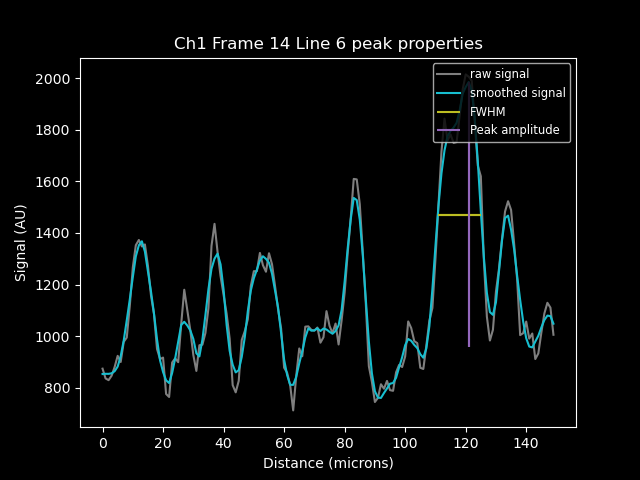 Ch1 Frame 14 Line 6 peak properties
raw signal
smoothed signal
FWHM
Peak amplitude
Signal (AU)
2000
1800
1600
1400
1200
1000
800
0 20 40 60 80 100 120 140
Distance (microns)